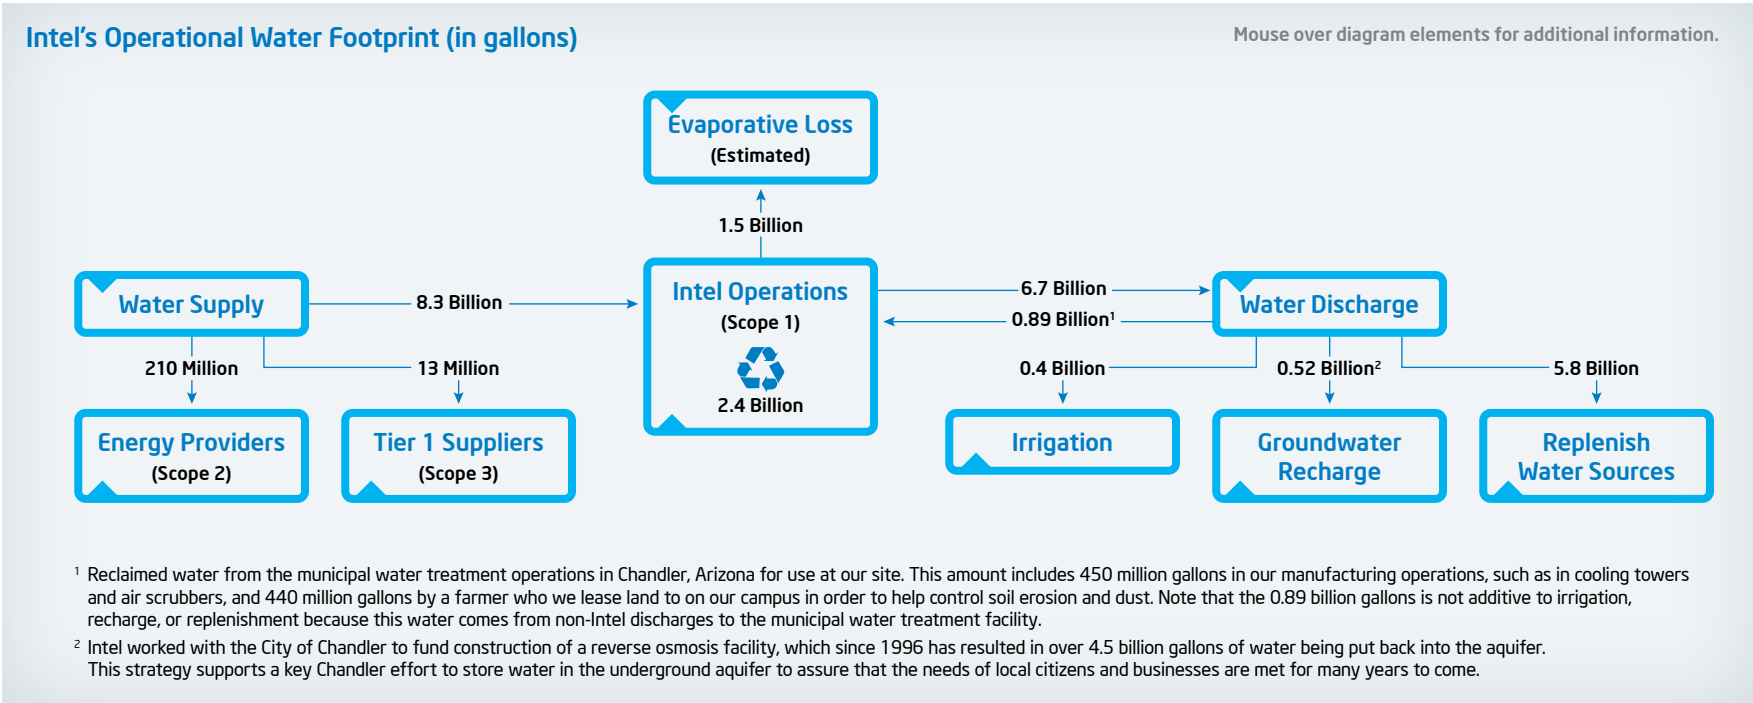 Intel's Operational Water Footprint (in gallons)
Mouse over diagram elements for additional information.
Evaporative Loss
(Estimated)
1.5 Billion
Water Supply
8.3 Billion
Intel Operations
(Scope 1)
2.4 Billion
6.7 Billion
0.89 Billion¹
Water Discharge
210 Million
13 Million
0.4 Billion
0.52 Billion²
5.8 Billion
Energy Providers
(Scope 2)
Tier 1 Suppliers
(Scope 3)
Irrigation
Groundwater
Recharge
Replenish
Water Sources
¹ Reclaimed water from the municipal water treatment operations in Chandler, Arizona for use at our site. This amount includes 450 million gallons in our manufacturing operations, such as in cooling towers
and air scrubbers, and 440 million gallons by a farmer who we lease land to on our campus in order to help control soil erosion and dust. Note that the 0.89 billion gallons is not additive to irrigation,
recharge, or replenishment because this water comes from non-Intel discharges to the municipal water treatment facility.
² Intel worked with the City of Chandler to fund construction of a reverse osmosis facility, which since 1996 has resulted in over 4.5 billion gallons of water being put back into the aquifer.
This strategy supports a key Chandler effort to store water in the underground aquifer to assure that the needs of local citizens and businesses are met for many years to come.